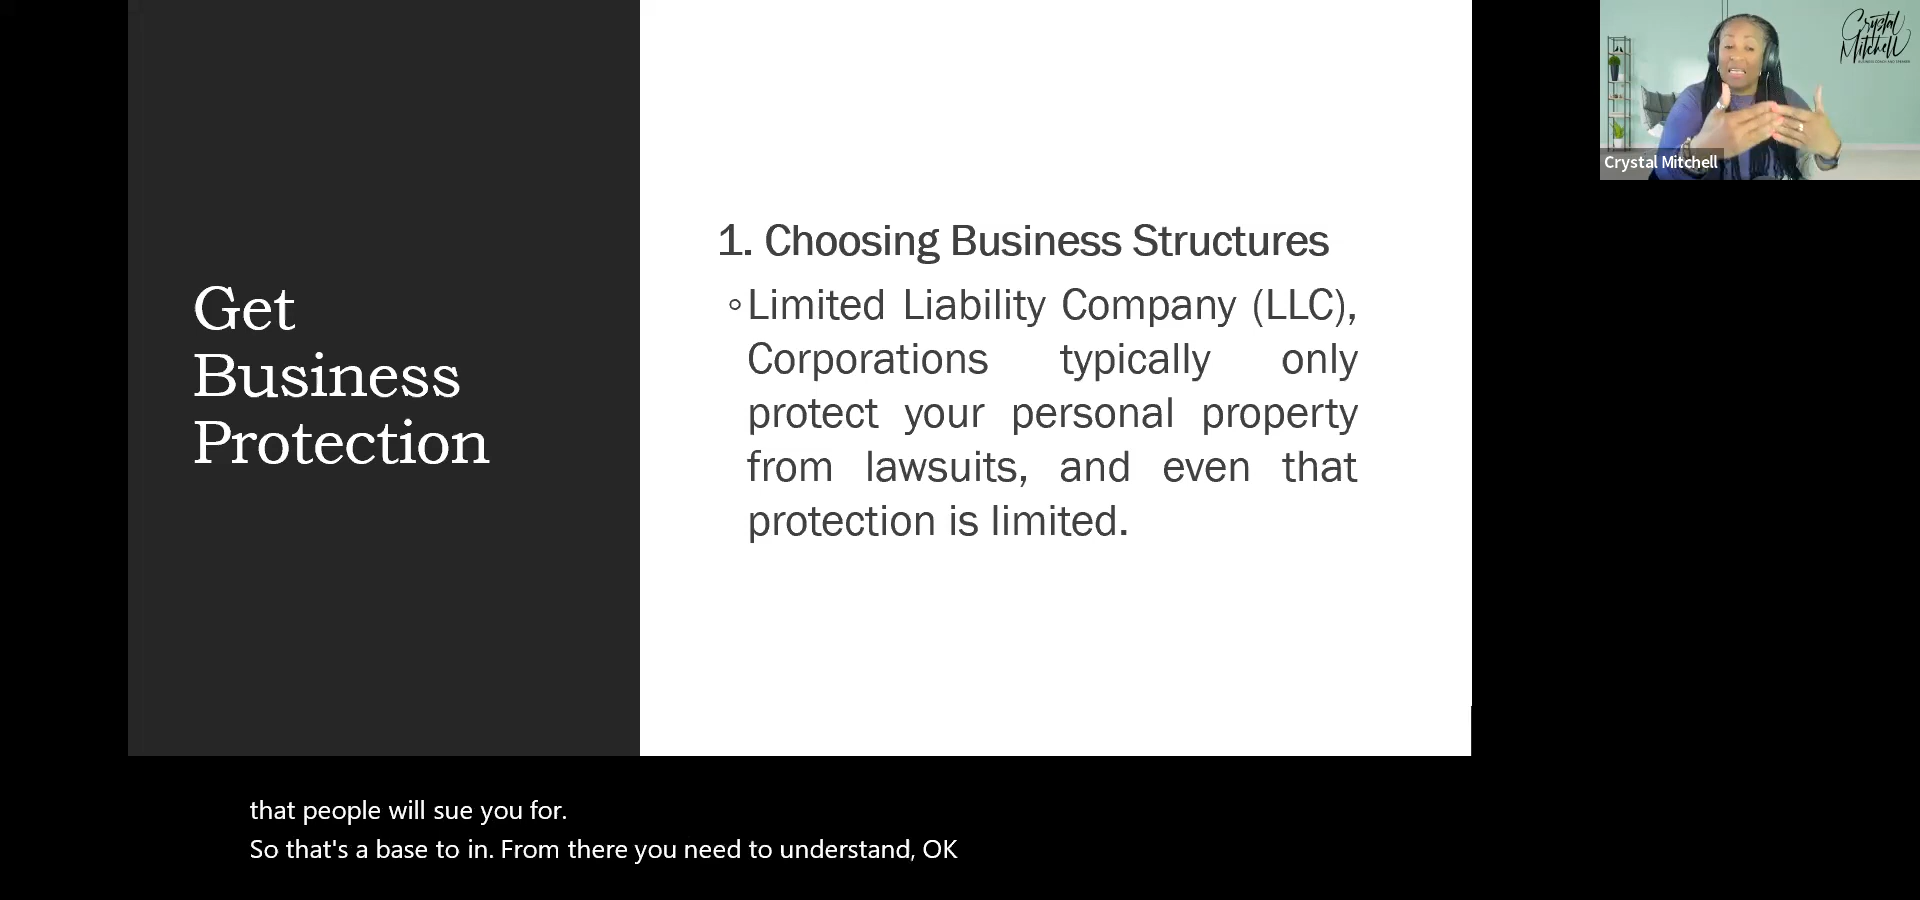 Get
Business
Protection
1. Choosing Business Structures
◦Limited Liability Company (LLC),
Corporations typically only
protect your personal property
from lawsuits, and even that
protection is limited.
Crystal
Mitchell
Crystal Mitchell
that people will sue you for.
So that's a base to in. From there you need to understand, OK